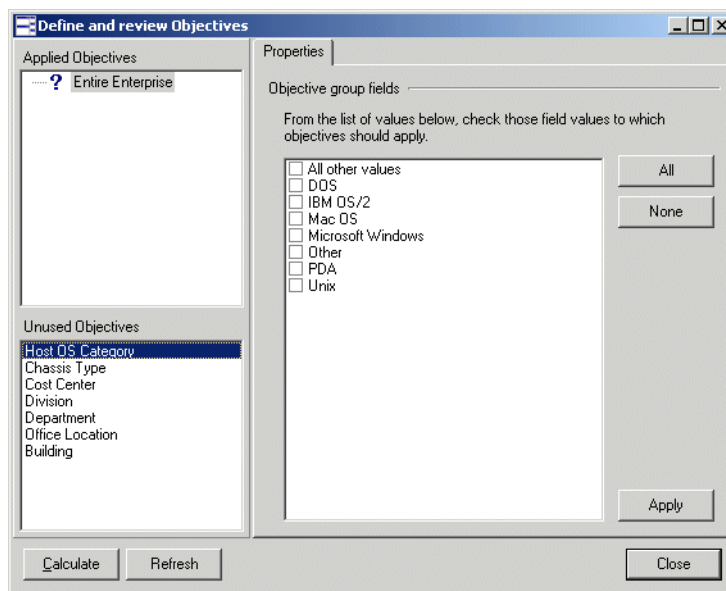 Define and review Objectives
Applied Objectives
? Entire Enterprise
Unused Objectives
Host OS Category
Chassis Type
Cost Center
Division
Department
Office Location
Building
Properties
Objective group fields
From the list of values below, check those field values to which
objectives should apply.
All other values
DOS
IBM OS/2
Mac OS
Microsoft Windows
Other
PDA
Unix
All
None
Apply
Calculate
Refresh
Close